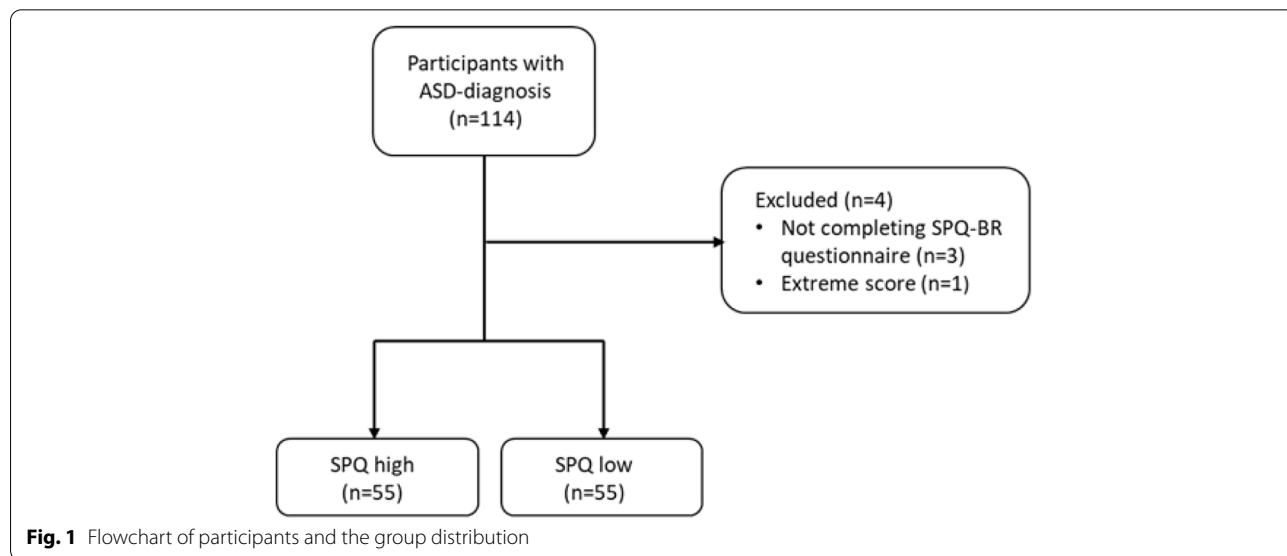 Participants with
ASD-diagnosis
(n=114)
Excluded (n=4)
• Not completing SPQ-BR
questionnaire (n=3)
• Extreme score (n=1)
SPQ high
(n=55)
SPQ low
(n=55)
Fig. 1 Flowchart of participants and the group distribution